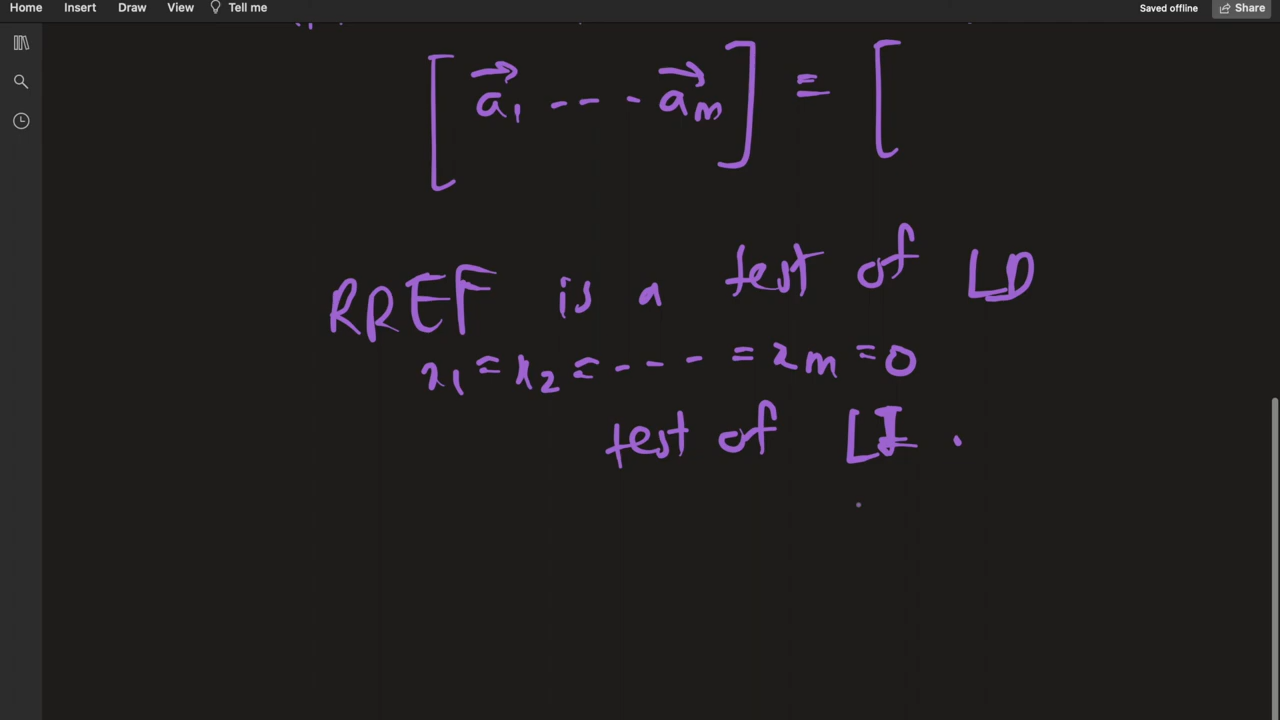 Home Insert Draw View Tell me Saved offline Share
[ a⃗₁ --- · a⃗ₘ ] = [
RREF is a test of LD
x₁ = x₂ = - - - - = xₘ = 0
test of LI .